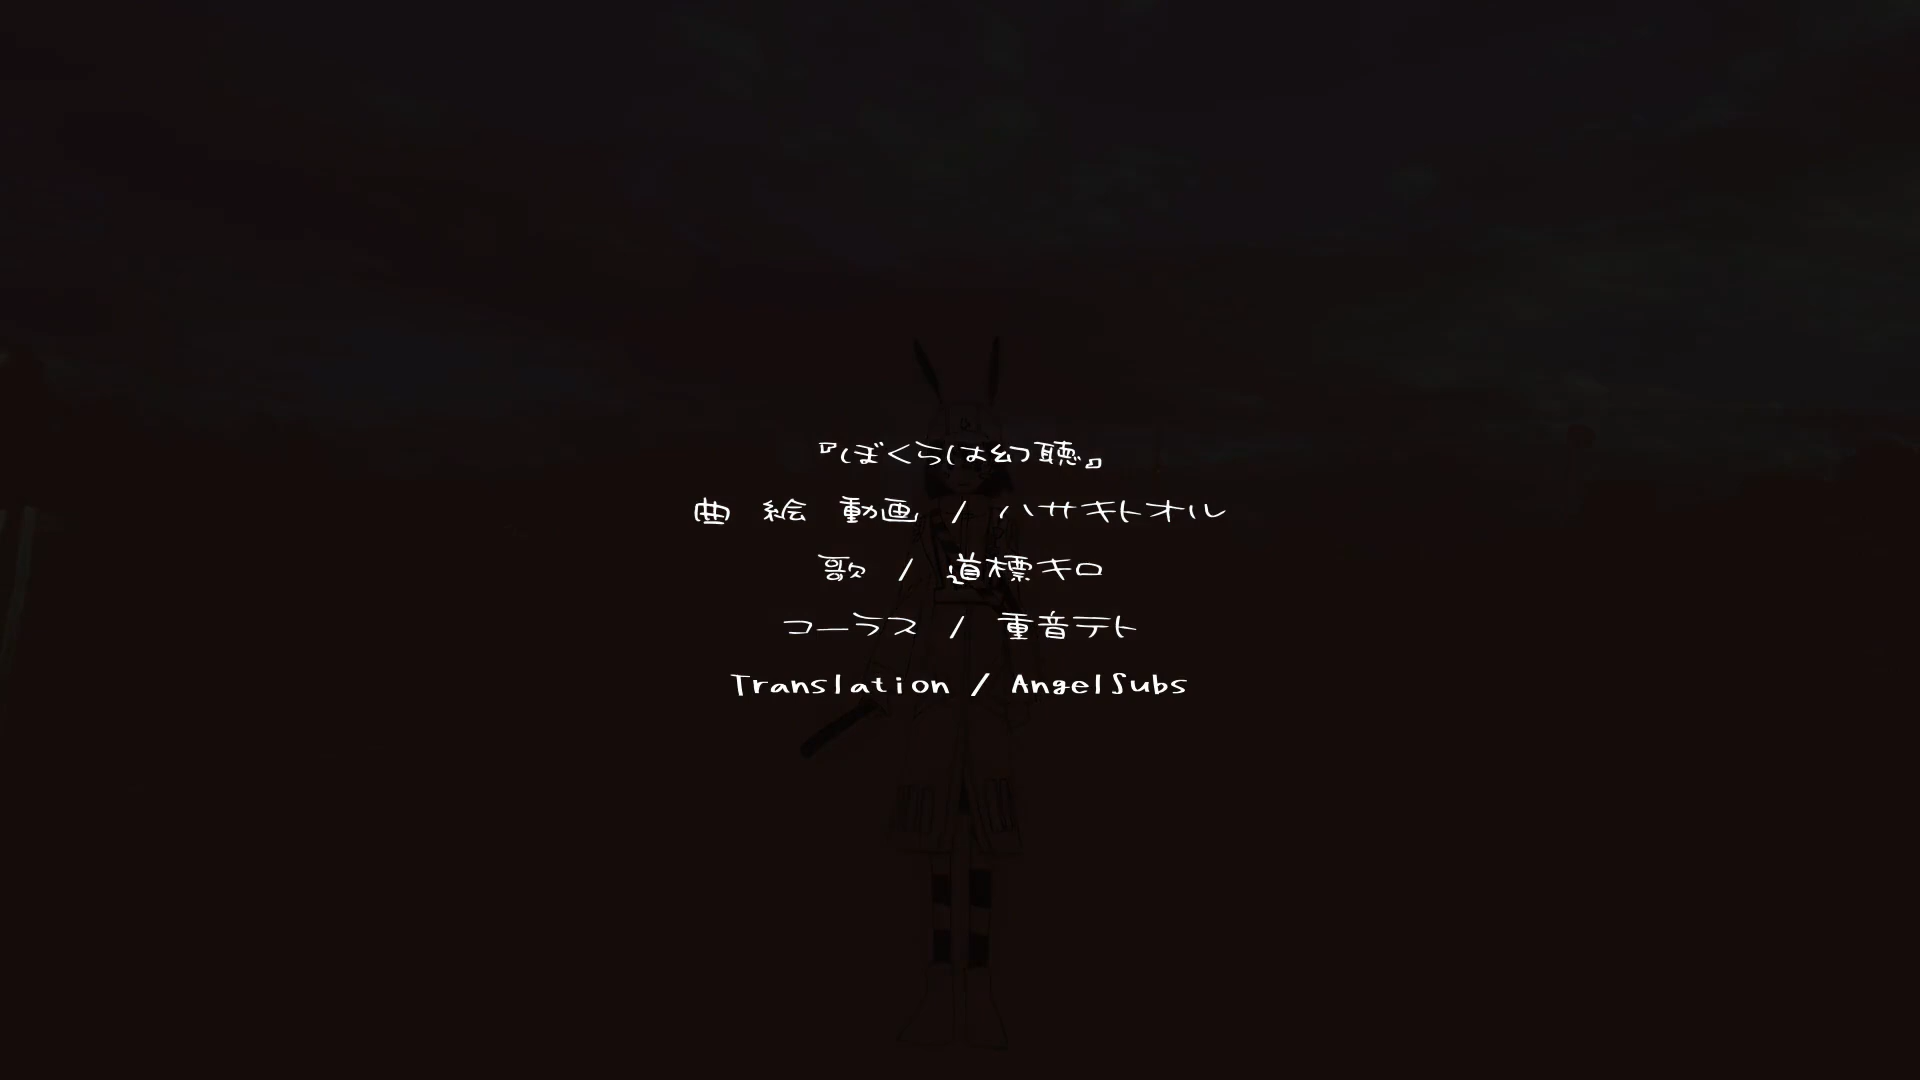 『ぼくらは幻聴』
曲　絵　動画 / ハサキトオル
歌 / 道標キロ
コーラス / 重音テト
Translation / AngelSubs